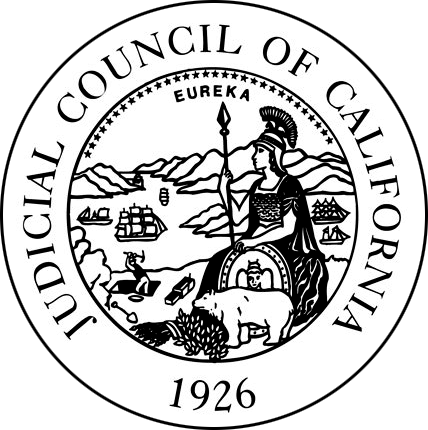 JUDICIAL COUNCIL OF CALIFORNIA
EUREKA
1926